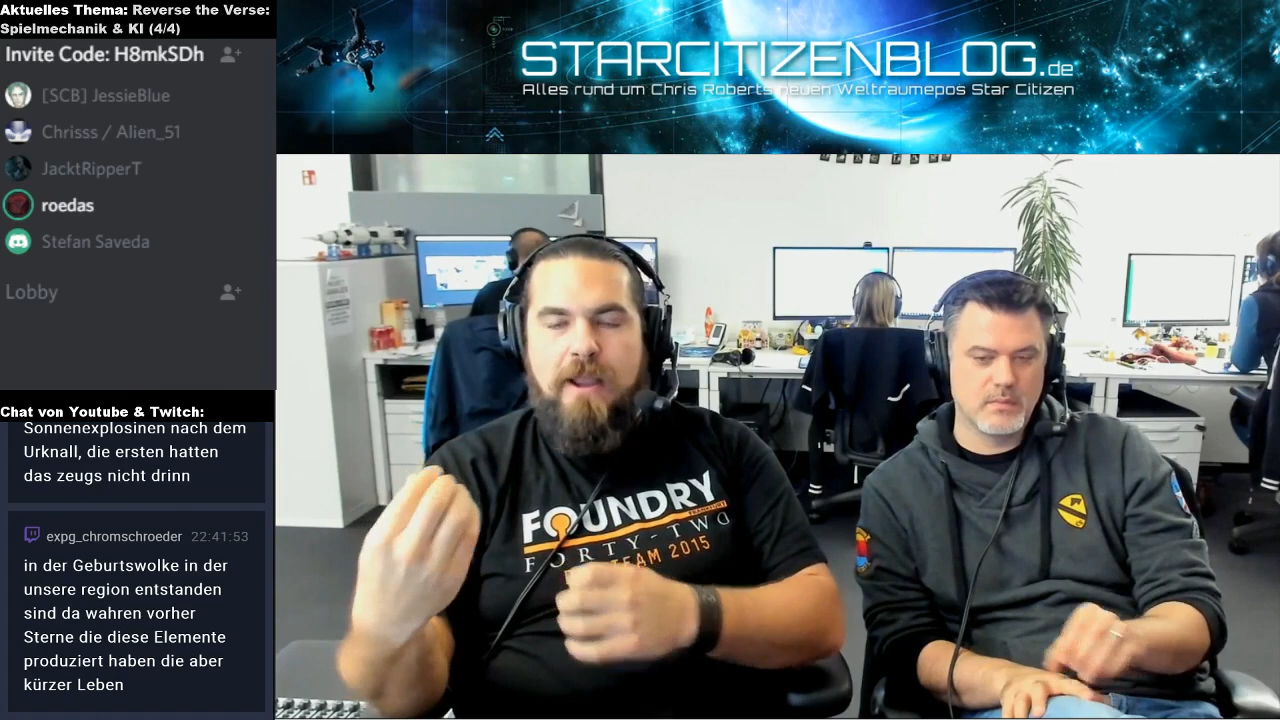 Aktuelles Thema: Reverse the Verse:
Spielmechanik & KI (4/4)
Invite Code: H8mkSDh
[SCB] JessieBlue
Chrisss / Alien_51
JacktRipperT
roedas
Stefan Saveda
Lobby
Chat von Youtube & Twitch:
Sonnenexplosinen nach dem
Urknall, die ersten hatten
das zeugs nicht drinn
expg_chromschroeder 22:41:53
in der Geburtswolke in der
unsere region entstanden
sind da wahren vorher
Sterne die diese Elemente
produziert haben die aber
kürzer Leben
STARCITIZENBLOG.de
Alles rund um Chris Roberts neuen Weltraumepos Star Citizen
FOUNDRY
FRANKFURT
FORTY-TWO
TEAM 2015